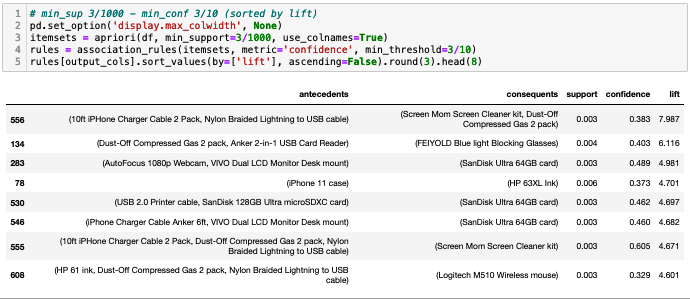 1 # min_sup 3/1000 - min_conf 3/10 (sorted by lift)
2 pd.set_option('display.max_colwidth', None)
3 itemsets = apriori(df, min_support=3/1000, use_colnames=True)
4 rules = association_rules(itemsets, metric='confidence', min_threshold=3/10)
5 rules[output_cols].sort_values(by=['lift'], ascending=False).round(3).head(8)
antecedents consequents support confidence lift
556 (10ft iPHone Charger Cable 2 Pack, Nylon Braided Lightning to USB cable) (Screen Mom Screen Cleaner kit, Dust-Off 0.003 0.383 7.987
Compressed Gas 2 pack)
134 (Dust-Off Compressed Gas 2 pack, Anker 2-in-1 USB Card Reader) (FEIYOLD Blue light Blocking Glasses) 0.004 0.403 6.116
283 (AutoFocus 1080p Webcam, VIVO Dual LCD Monitor Desk mount) (SanDisk Ultra 64GB card) 0.003 0.489 4.981
78 (iPhone 11 case) (HP 63XL Ink) 0.006 0.373 4.701
530 (USB 2.0 Printer cable, SanDisk 128GB Ultra microSDXC card) (SanDisk Ultra 64GB card) 0.003 0.462 4.697
546 (iPhone Charger Cable Anker 6ft, VIVO Dual LCD Monitor Desk mount) (SanDisk Ultra 64GB card) 0.003 0.460 4.682
555 (10ft iPHone Charger Cable 2 Pack, Dust-Off Compressed Gas 2 pack, Nylon (Screen Mom Screen Cleaner kit) 0.003 0.605 4.671
Braided Lightning to USB cable)
608 (HP 61 ink, Dust-Off Compressed Gas 2 pack, Nylon Braided Lightning to USB (Logitech M510 Wireless mouse) 0.003 0.329 4.601
cable)